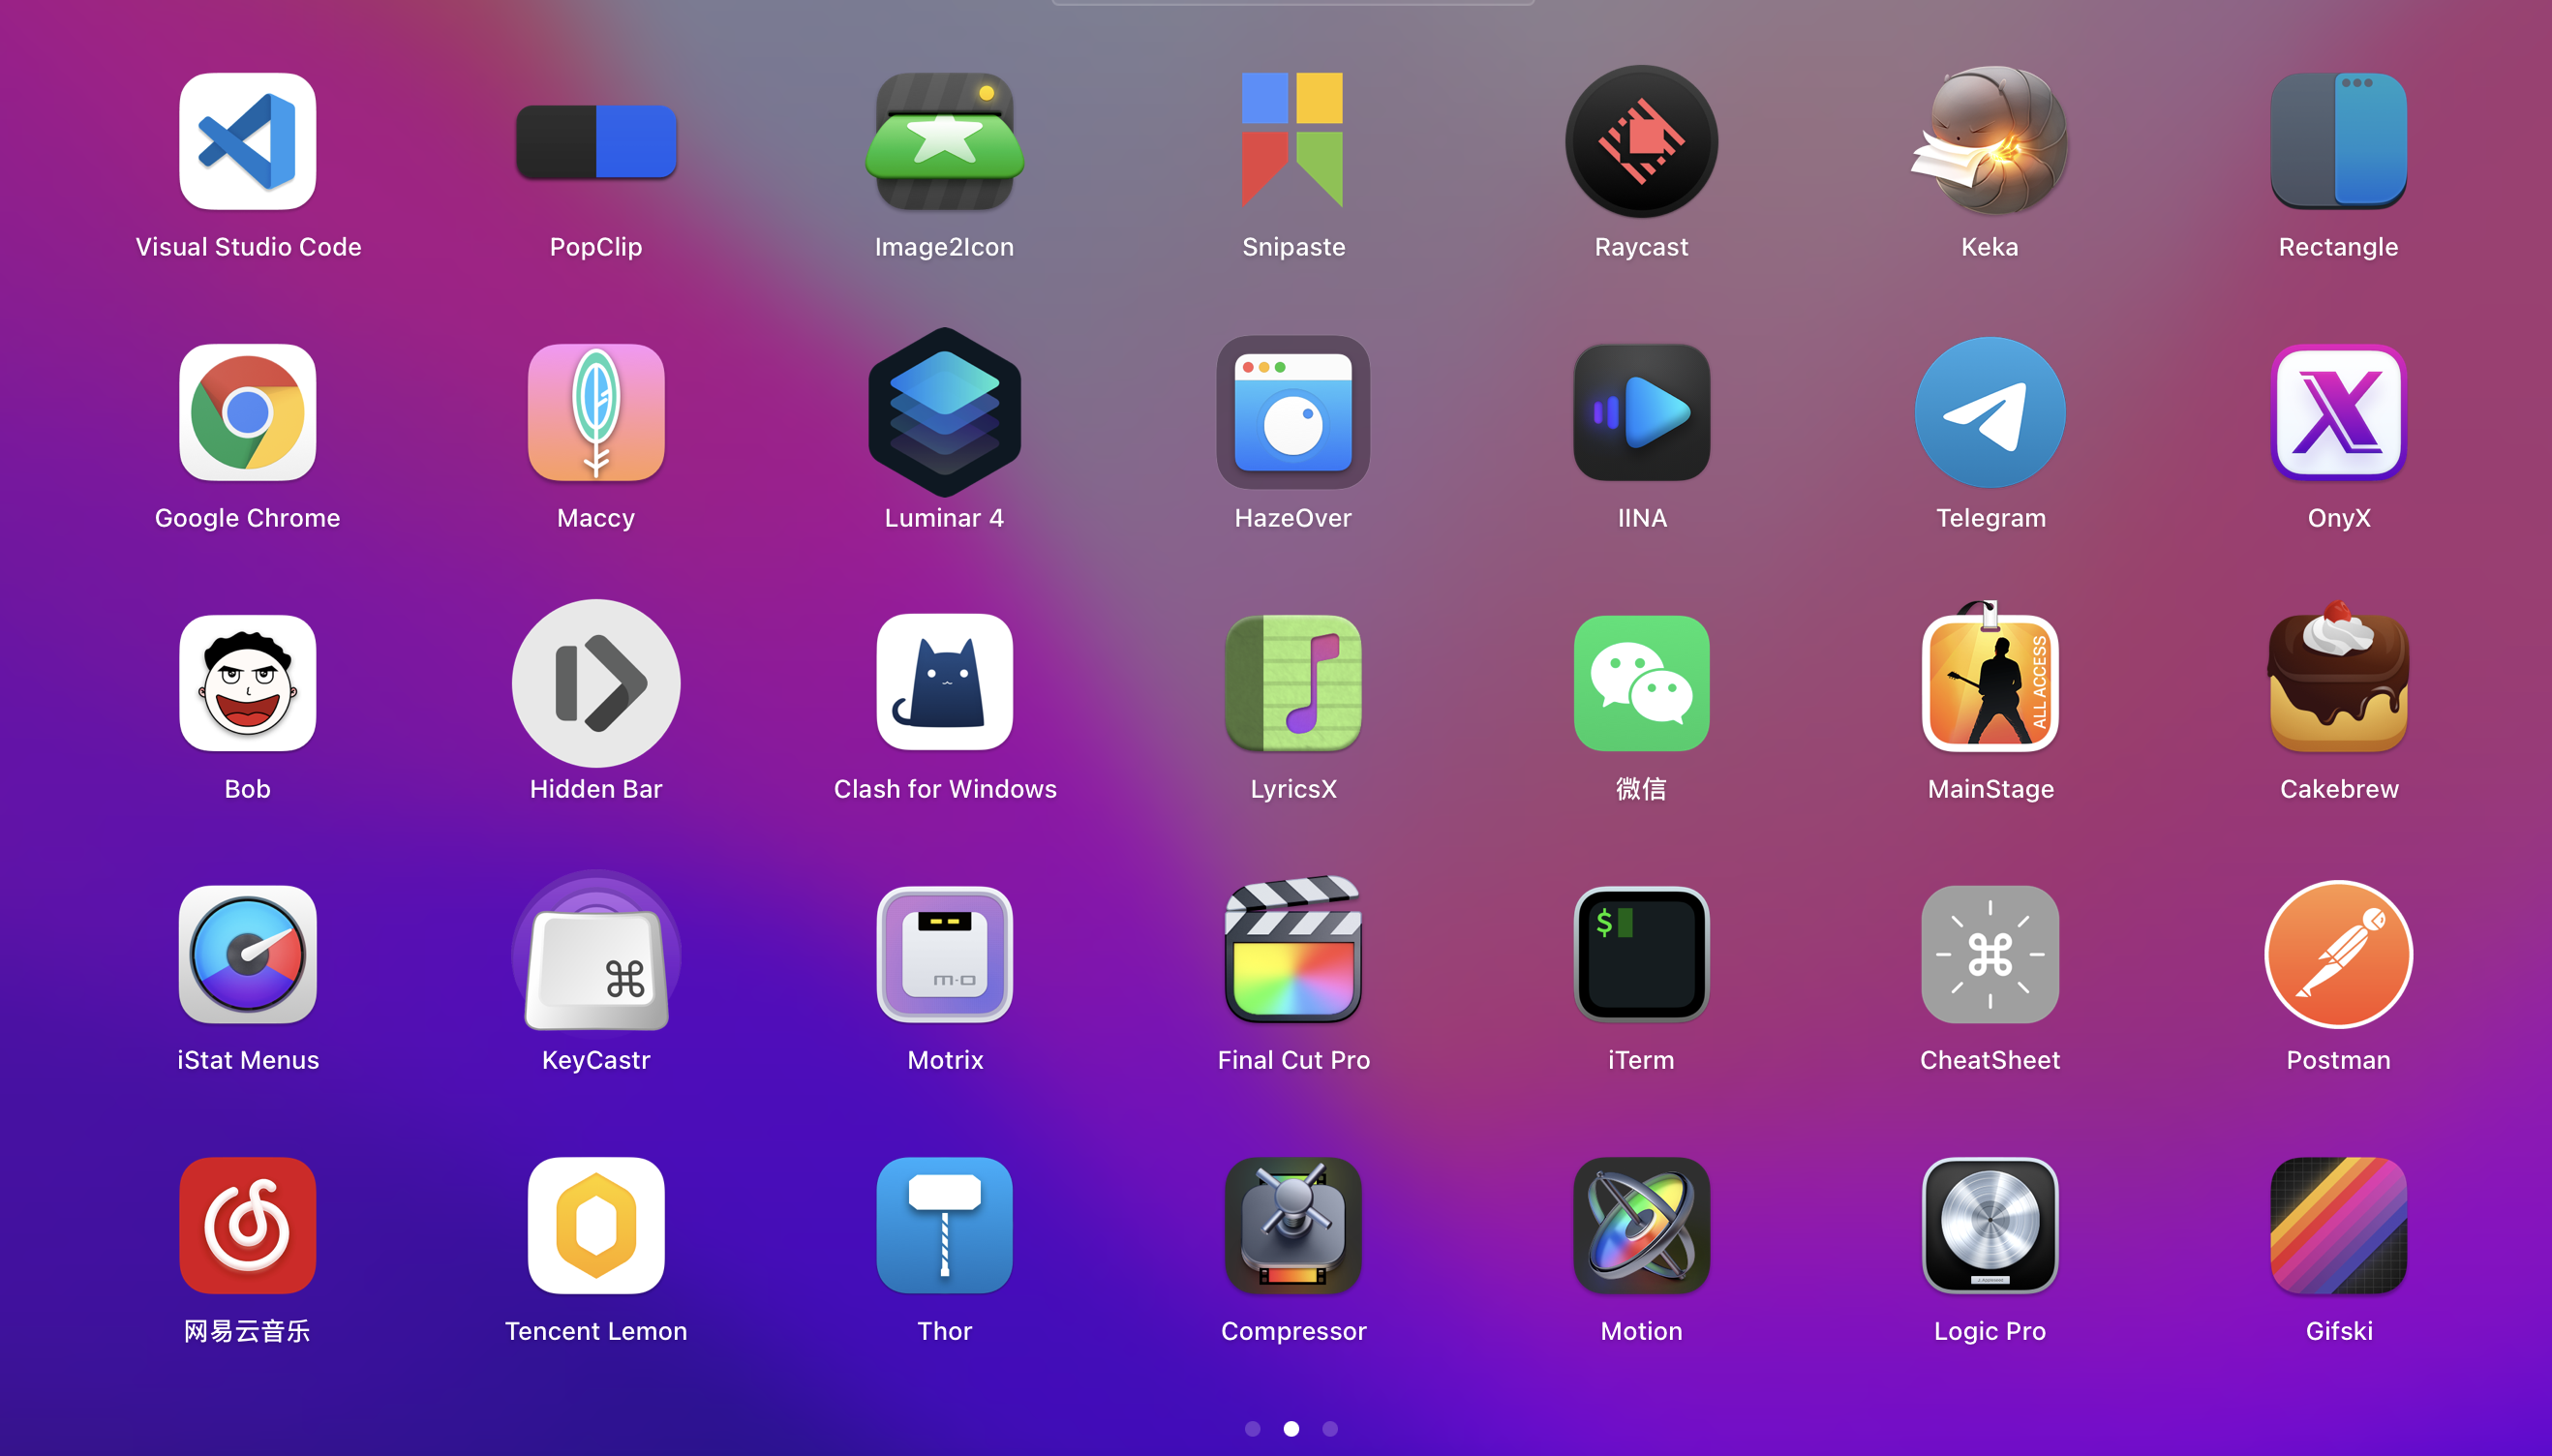 Visual Studio Code
PopClip
Image2Icon
Snipaste
Raycast
Keka
Rectangle
Google Chrome
Maccy
Luminar 4
HazeOver
IINA
Telegram
OnyX
ALL ACCESS
Bob
Hidden Bar
Clash for Windows
LyricsX
微信
MainStage
Cakebrew
$
m-o
iStat Menus
KeyCastr
Motrix
Final Cut Pro
iTerm
CheatSheet
Postman
网易云音乐
Tencent Lemon
Thor
Compressor
Motion
Logic Pro
Gifski